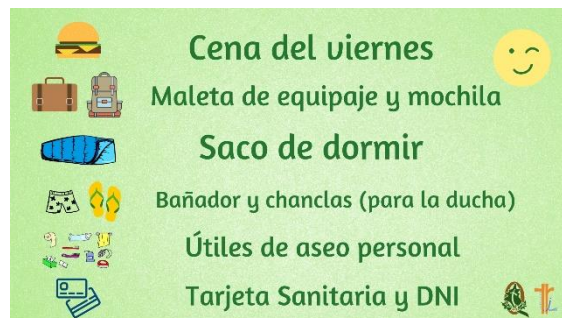 Cena del viernes
Maleta de equipaje y mochila
Saco de dormir
Bañador y chanclas (para la ducha)
Útiles de aseo personal
Tarjeta Sanitaria y DNI